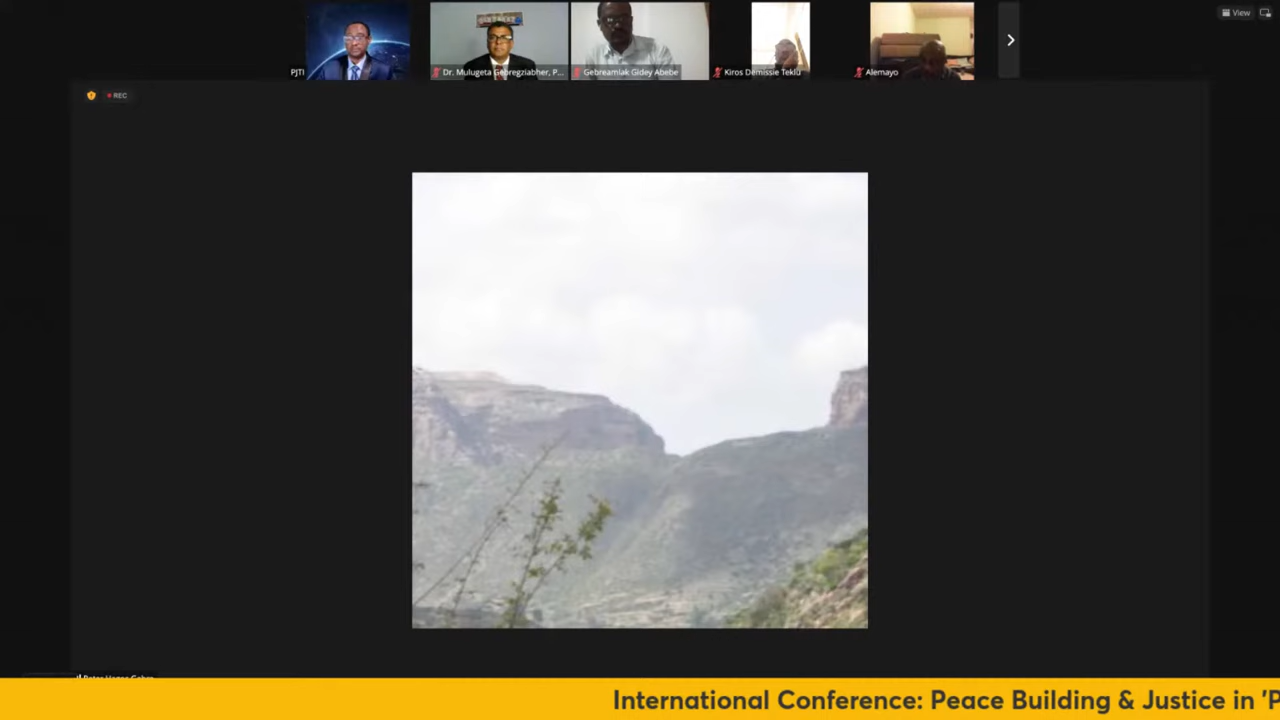 PJTI
Dr. Mulugeta Gebregziabher, P...
Gebreamlak Gidey Abebe
Kiros Demissie Teklu
Alemayo
View
REC
International Conference: Peace Building & Justice in 'P